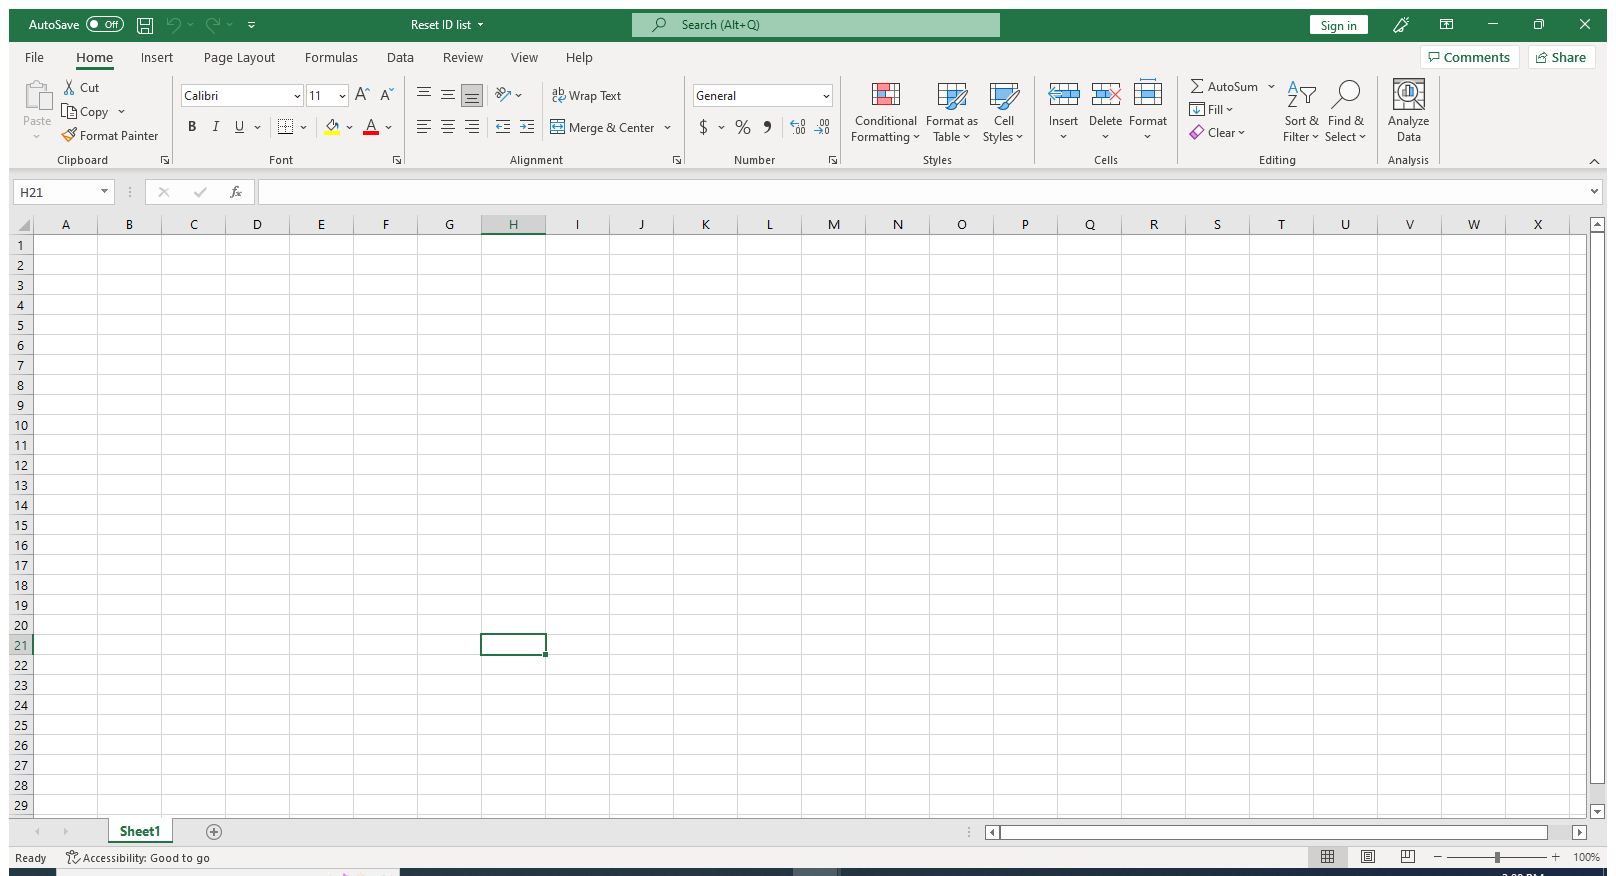 AutoSave Off Reset ID list Search (Alt+Q) Sign in
File Home Insert Page Layout Formulas Data Review View Help Comments Share
Paste Cut
Copy
Format Painter
Clipboard
Calibri 11
B I U A
Font
Wrap Text
Merge & Center
Alignment
General
$ % 9
Number
Conditional Formatting
Format as Table
Cell Styles
Styles
Insert Delete Format
Cells
AutoSum
Fill
Clear
Sort & Filter
Find & Select
Editing
Analyze Data
Analysis
H21 fx
A B C D E F G H I J K L M N O P Q R S T U V W X
1
2
3
4
5
6
7
8
9
10
11
12
13
14
15
16
17
18
19
20
21
22
23
24
25
26
27
28
29
Sheet1
Ready Accessibility: Good to go 100%